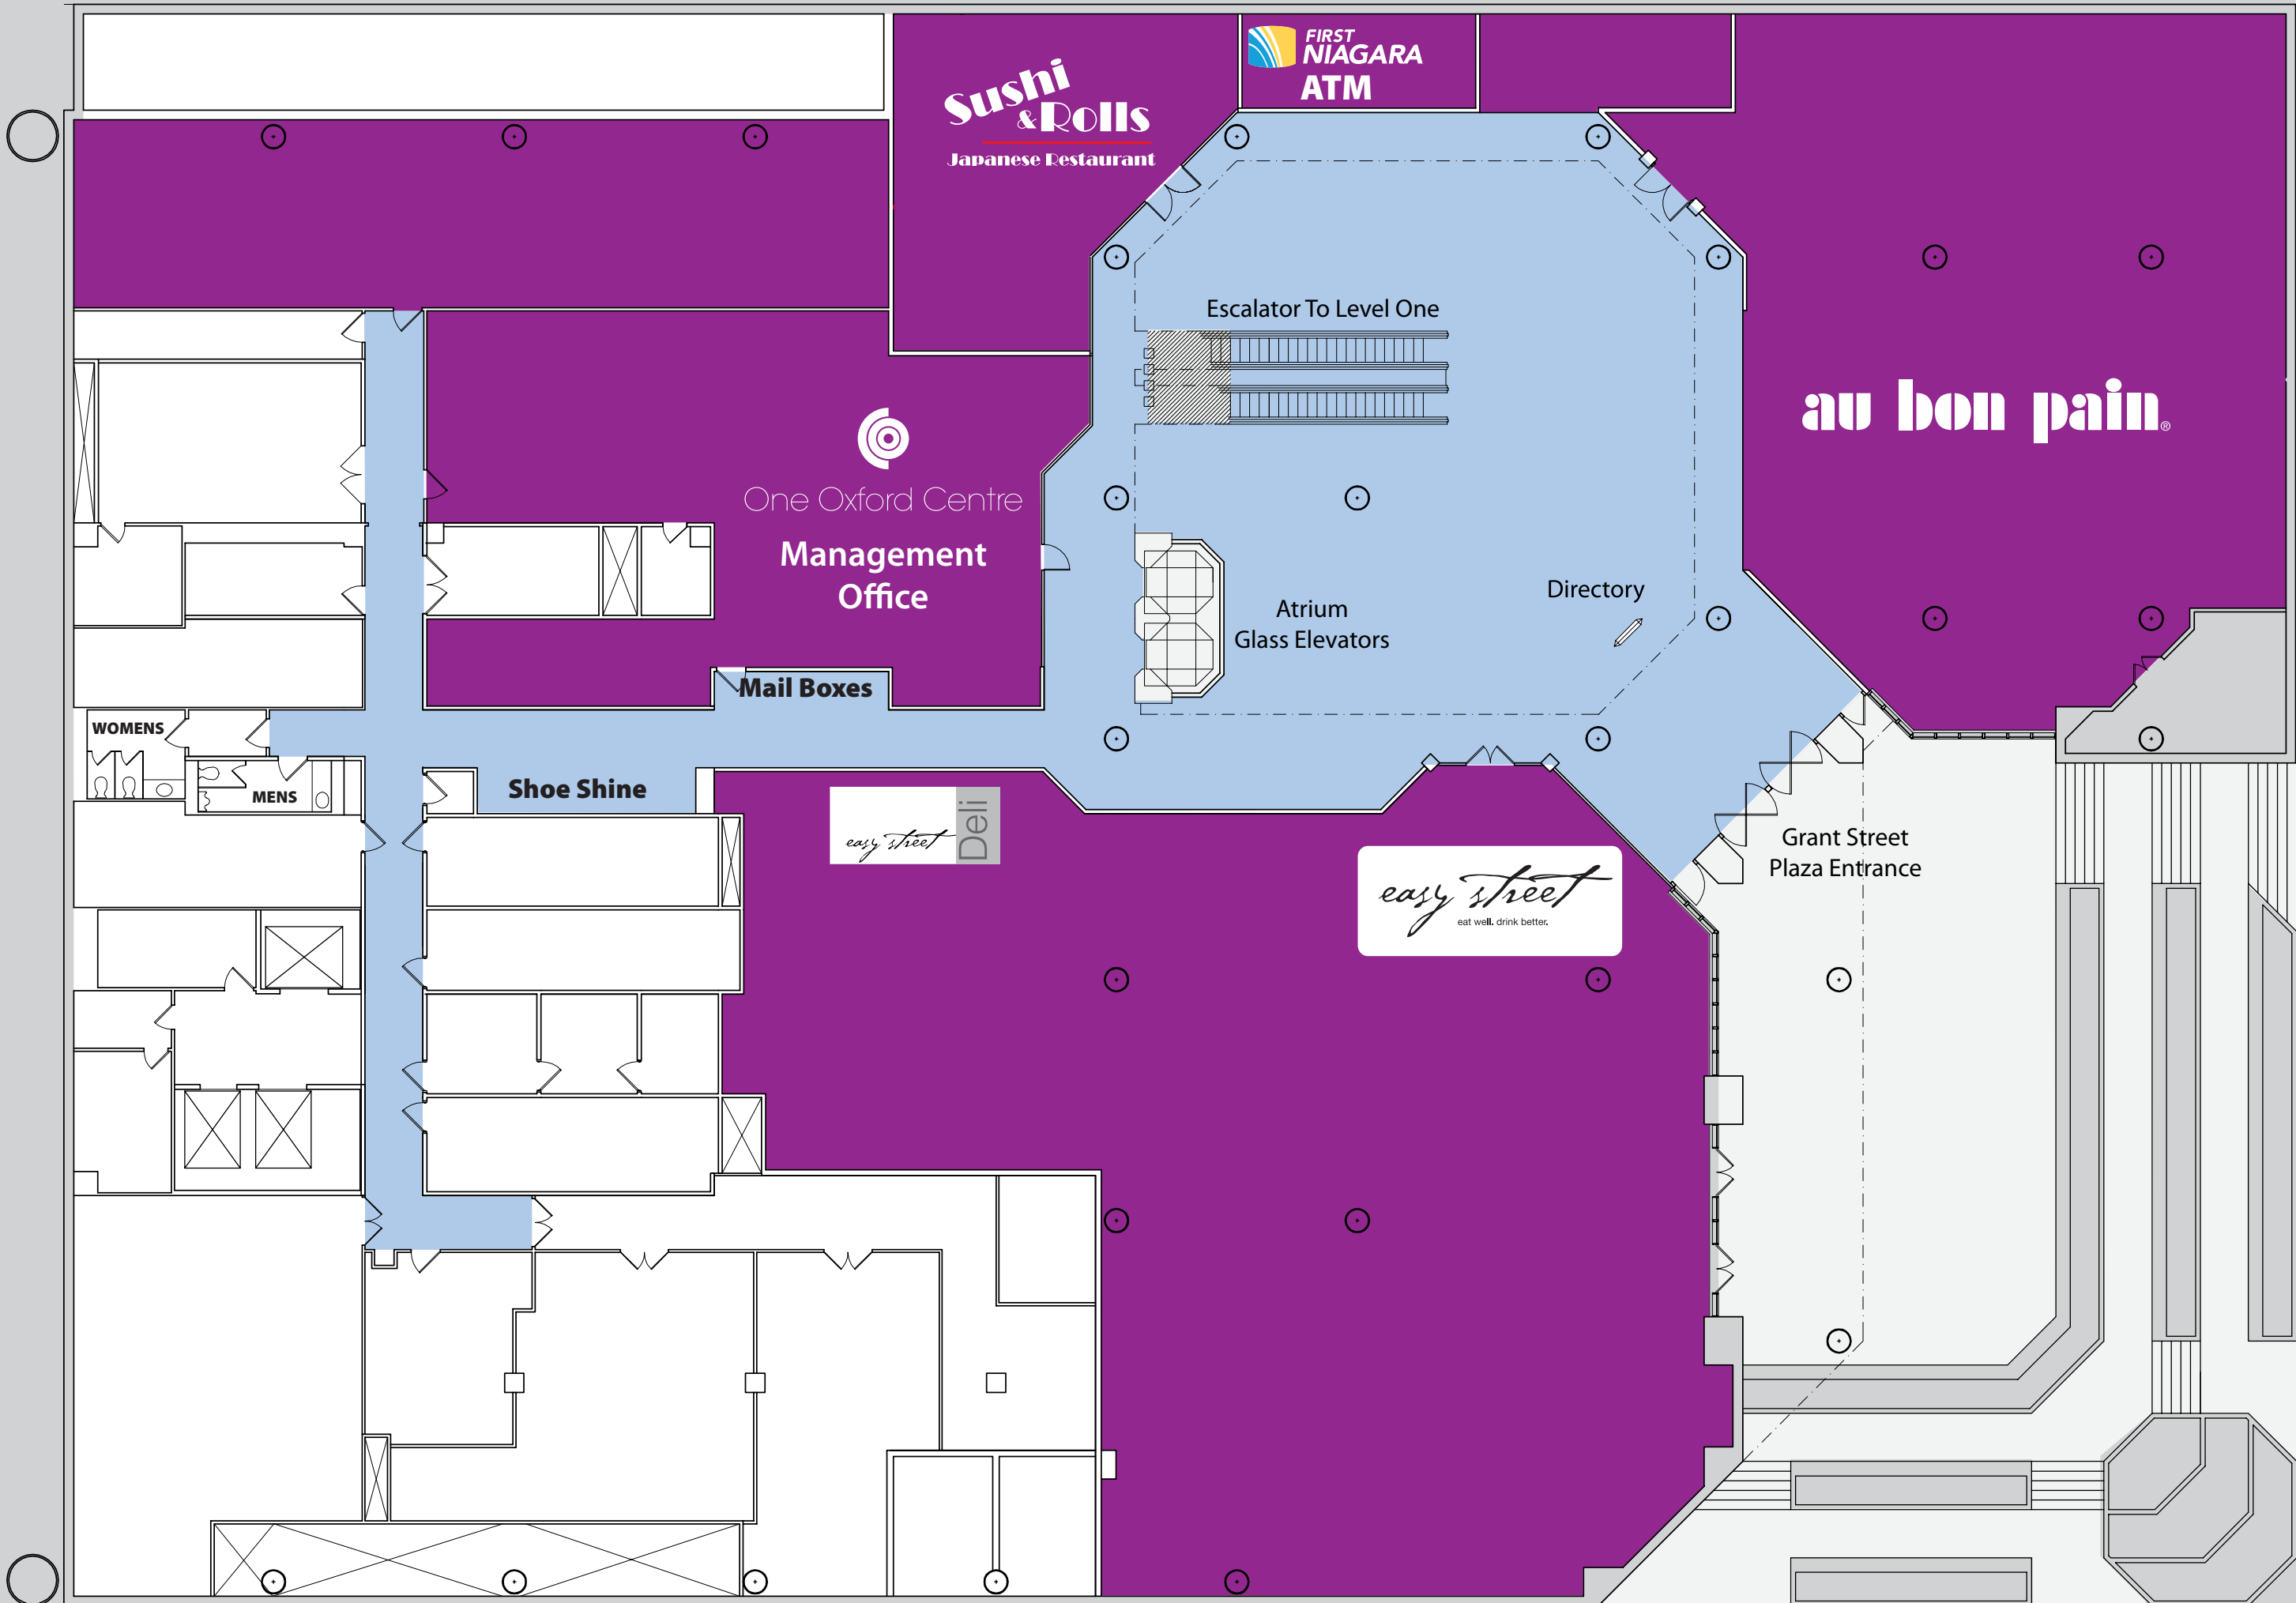 Sushi
& Rolls
Japanese Restaurant
FIRST
NIAGARA
ATM
Escalator To Level One
au bon pain®
One Oxford Centre
Management
Office
Directory
Atrium
Glass Elevators
Mail Boxes
WOMENS
MENS
Shoe Shine
easy street Deli
Grant Street
Plaza Entrance
easy street
eat well. drink better.